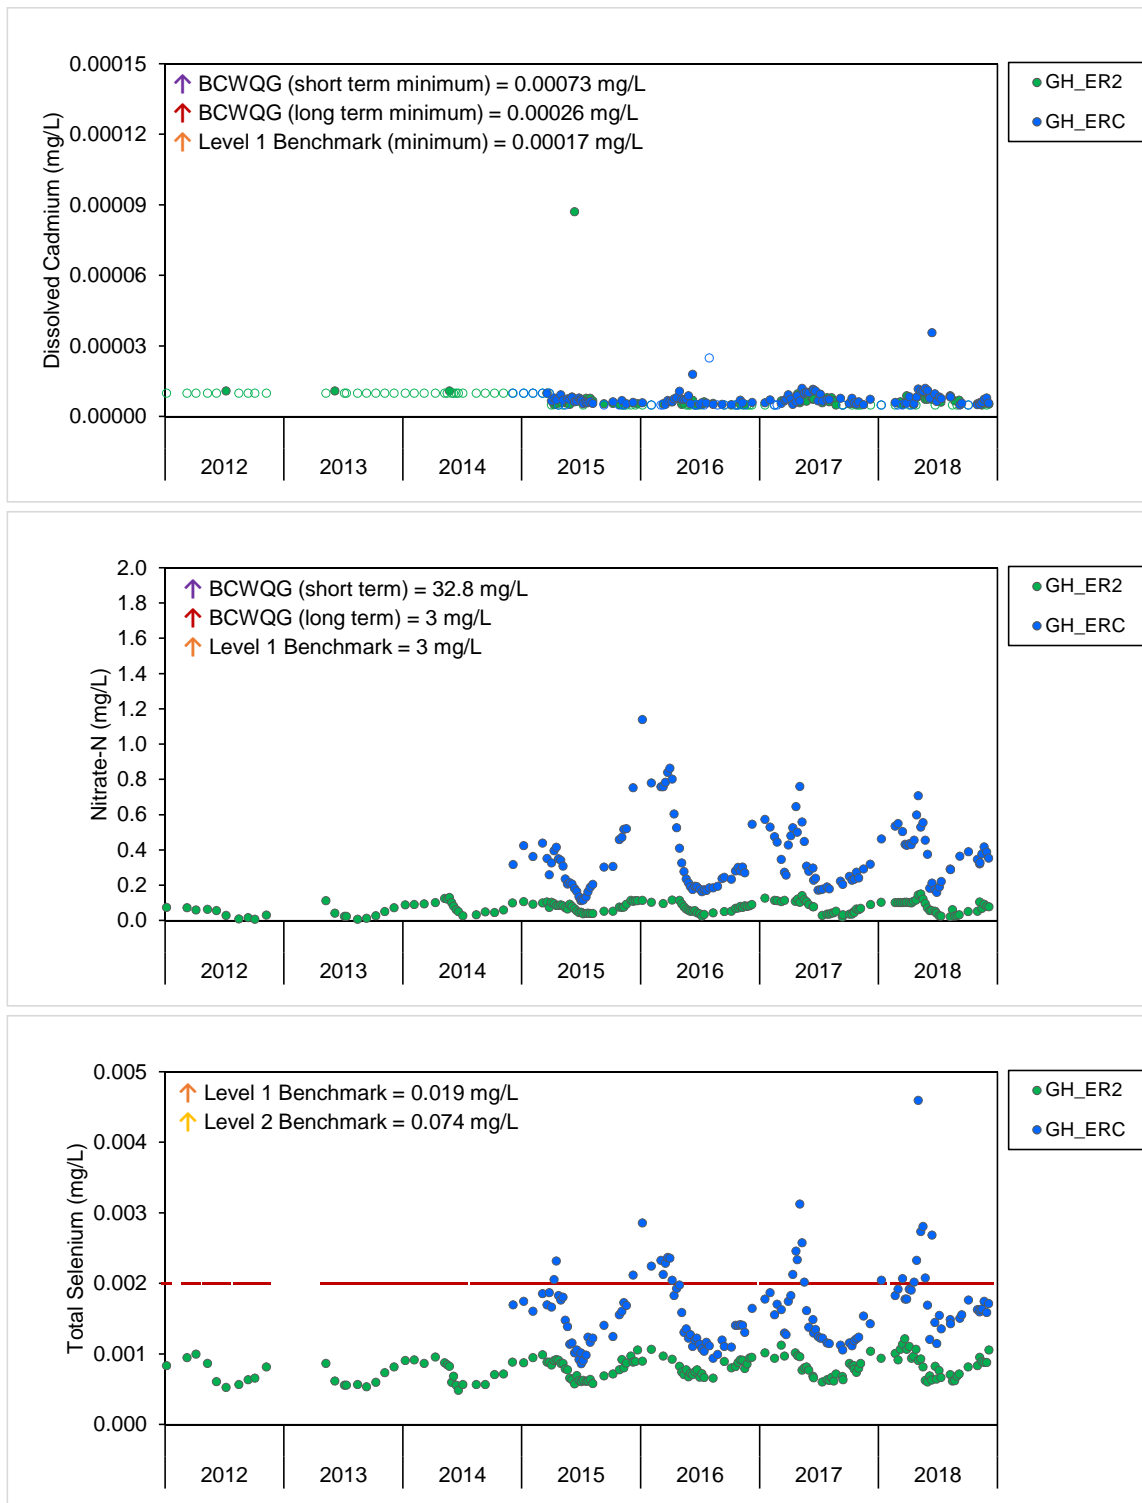 0.00015
0.00012
0.00009
0.00006
0.00003
0.00000
Dissolved Cadmium (mg/L)
↑ BCWQG (short term minimum) = 0.00073 mg/L
↑ BCWQG (long term minimum) = 0.00026 mg/L
↑ Level 1 Benchmark (minimum) = 0.00017 mg/L
GH_ER2
GH_ERC
2012 2013 2014 2015 2016 2017 2018
2.0
1.8
1.6
1.4
1.2
1.0
0.8
0.6
0.4
0.2
0.0
Nitrate-N (mg/L)
↑ BCWQG (short term) = 32.8 mg/L
↑ BCWQG (long term) = 3 mg/L
↑ Level 1 Benchmark = 3 mg/L
GH_ER2
GH_ERC
2012 2013 2014 2015 2016 2017 2018
0.005
0.004
0.003
0.002
0.001
0.000
Total Selenium (mg/L)
↑ Level 1 Benchmark = 0.019 mg/L
↑ Level 2 Benchmark = 0.074 mg/L
GH_ER2
GH_ERC
2012 2013 2014 2015 2016 2017 2018